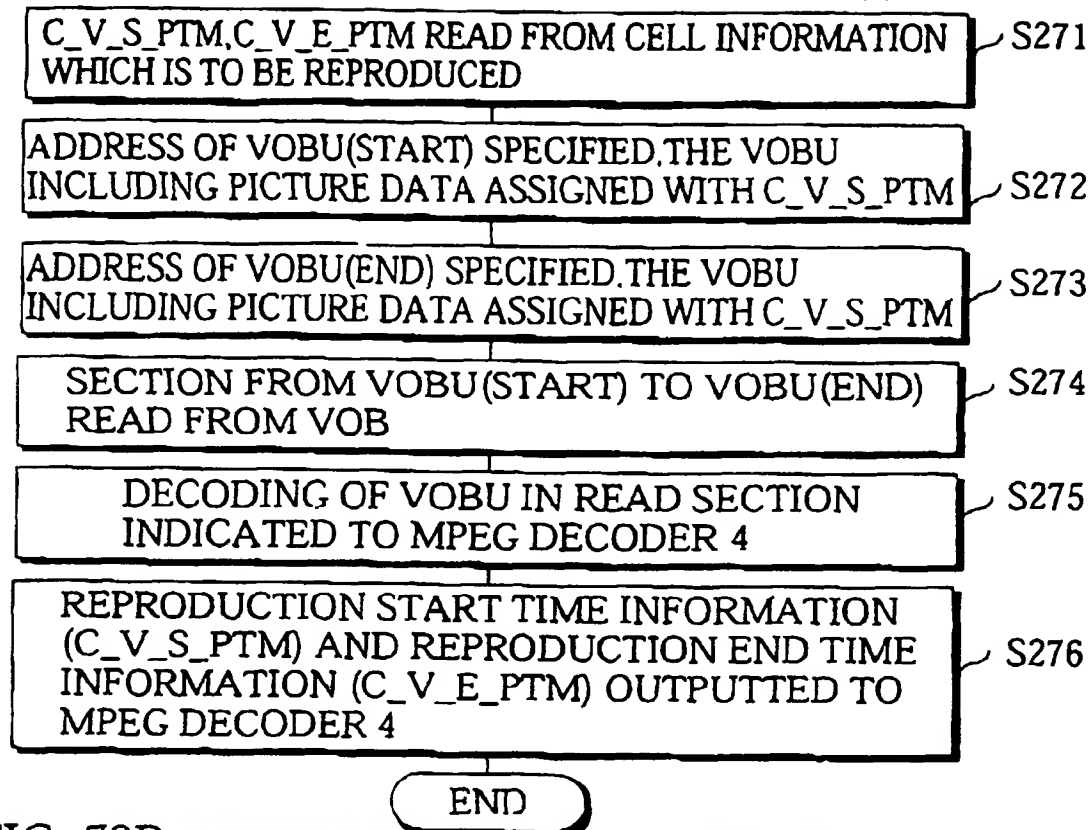 C_V_S_PTM,C_V_E_PTM READ FROM CELL INFORMATION
WHICH IS TO BE REPRODUCED
S271
ADDRESS OF VOBU(START) SPECIFIED.THE VOBU
INCLUDING PICTURE DATA ASSIGNED WITH C_V_S_PTM
S272
ADDRESS OF VOBU(END) SPECIFIED.THE VOBU
INCLUDING PICTURE DATA ASSIGNED WITH C_V_S_PTM
S273
SECTION FROM VOBU(START) TO VOBU(END)
READ FROM VOB
S274
DECODING OF VOBU IN READ SECTION
INDICATED TO MPEG DECODER 4
S275
REPRODUCTION START TIME INFORMATION
(C_V_S_PTM) AND REPRODUCTION END TIME
INFORMATION (C_V_E_PTM) OUTPUTTED TO
MPEG DECODER 4
S276
END